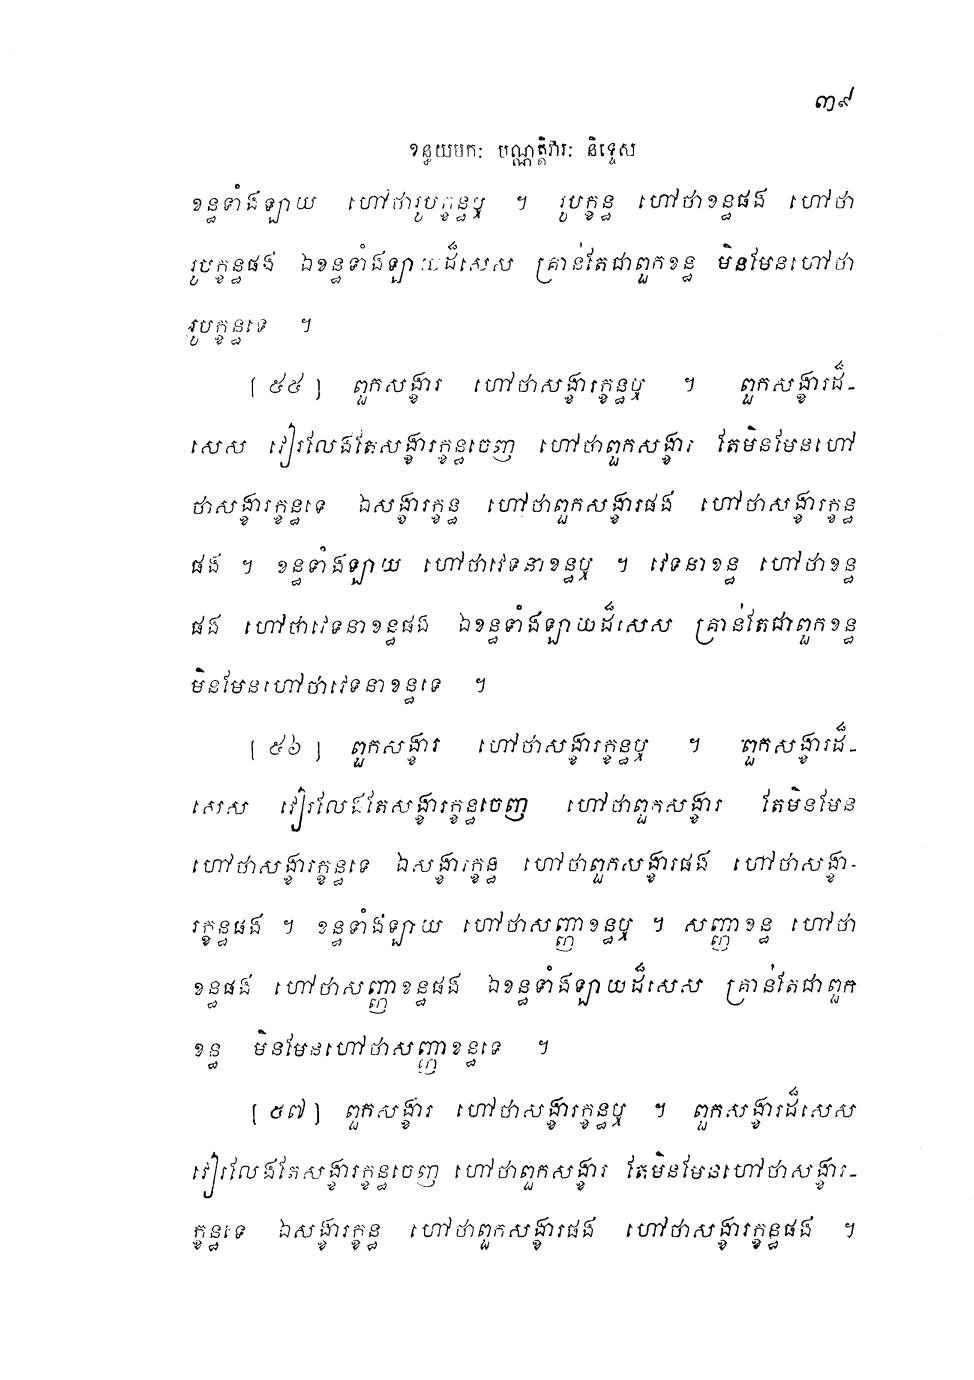 ៣៩
ខន្ធយមក: បណ្ណត្តិវារ: និទ្ទេស
ខន្ធទាំងឡាយ ហៅថារូបក្ខន្ធឬ ។ រូបក្ខន្ធ ហៅថាខន្ធផង ហៅថា
រូបក្ខន្ធផង ឯខន្ធទាំងឡាយដ៏សេស គ្រាន់តែជាពួកខន្ធ មិនមែនហៅថា
រូបក្ខន្ធទេ ។
[ ៥៥ ] ពួកសង្ខារ ហៅថាសង្ខារក្ខន្ធឬ ។ ពួកសង្ខារដ៏-
សេស វៀរលែងតែសង្ខារក្ខន្ធចេញ ហៅថាពួកសង្ខារ តែមិនមែនហៅ
ថាសង្ខារក្ខន្ធទេ ឯសង្ខារក្ខន្ធ ហៅថាពួកសង្ខារផង ហៅថាសង្ខារក្ខន្ធ
ផង ។ ខន្ធទាំងឡាយ ហៅថាវេទនាខន្ធឬ ។ វេទនាខន្ធ ហៅថាខន្ធ
ផង ហៅថាវេទនាខន្ធផង ឯខន្ធទាំងឡាយដ៏សេស គ្រាន់តែជាពួកខន្ធ
មិនមែនហៅថាវេទនាខន្ធទេ ។
[ ៥៦ ] ពួកសង្ខារ ហៅថាសង្ខារក្ខន្ធឬ ។ ពួកសង្ខារដ៏-
សេស វៀរលែងតែសង្ខារក្ខន្ធចេញ ហៅថាពួកសង្ខារ តែមិនមែន
ហៅថាសង្ខារក្ខន្ធទេ ឯសង្ខារក្ខន្ធ ហៅថាពួកសង្ខារផង ហៅថាសង្ខា-
រក្ខន្ធផង ។ ខន្ធទាំងឡាយ ហៅថាសញ្ញាខន្ធឬ ។ សញ្ញាខន្ធ ហៅថា
ខន្ធផង ហៅថាសញ្ញាខន្ធផង ឯខន្ធទាំងឡាយដ៏សេស គ្រាន់តែជាពួក
ខន្ធ មិនមែនហៅថាសញ្ញាខន្ធទេ ។
[ ៥៧ ] ពួកសង្ខារ ហៅថាសង្ខារក្ខន្ធឬ ។ ពួកសង្ខារដ៏សេស
វៀរលែងតែសង្ខារក្ខន្ធចេញ ហៅថាពួកសង្ខារ តែមិនមែនហៅថាសង្ខារ-
ក្ខន្ធទេ ឯសង្ខារក្ខន្ធ ហៅថាពួកសង្ខារផង ហៅថាសង្ខារក្ខន្ធផង ។